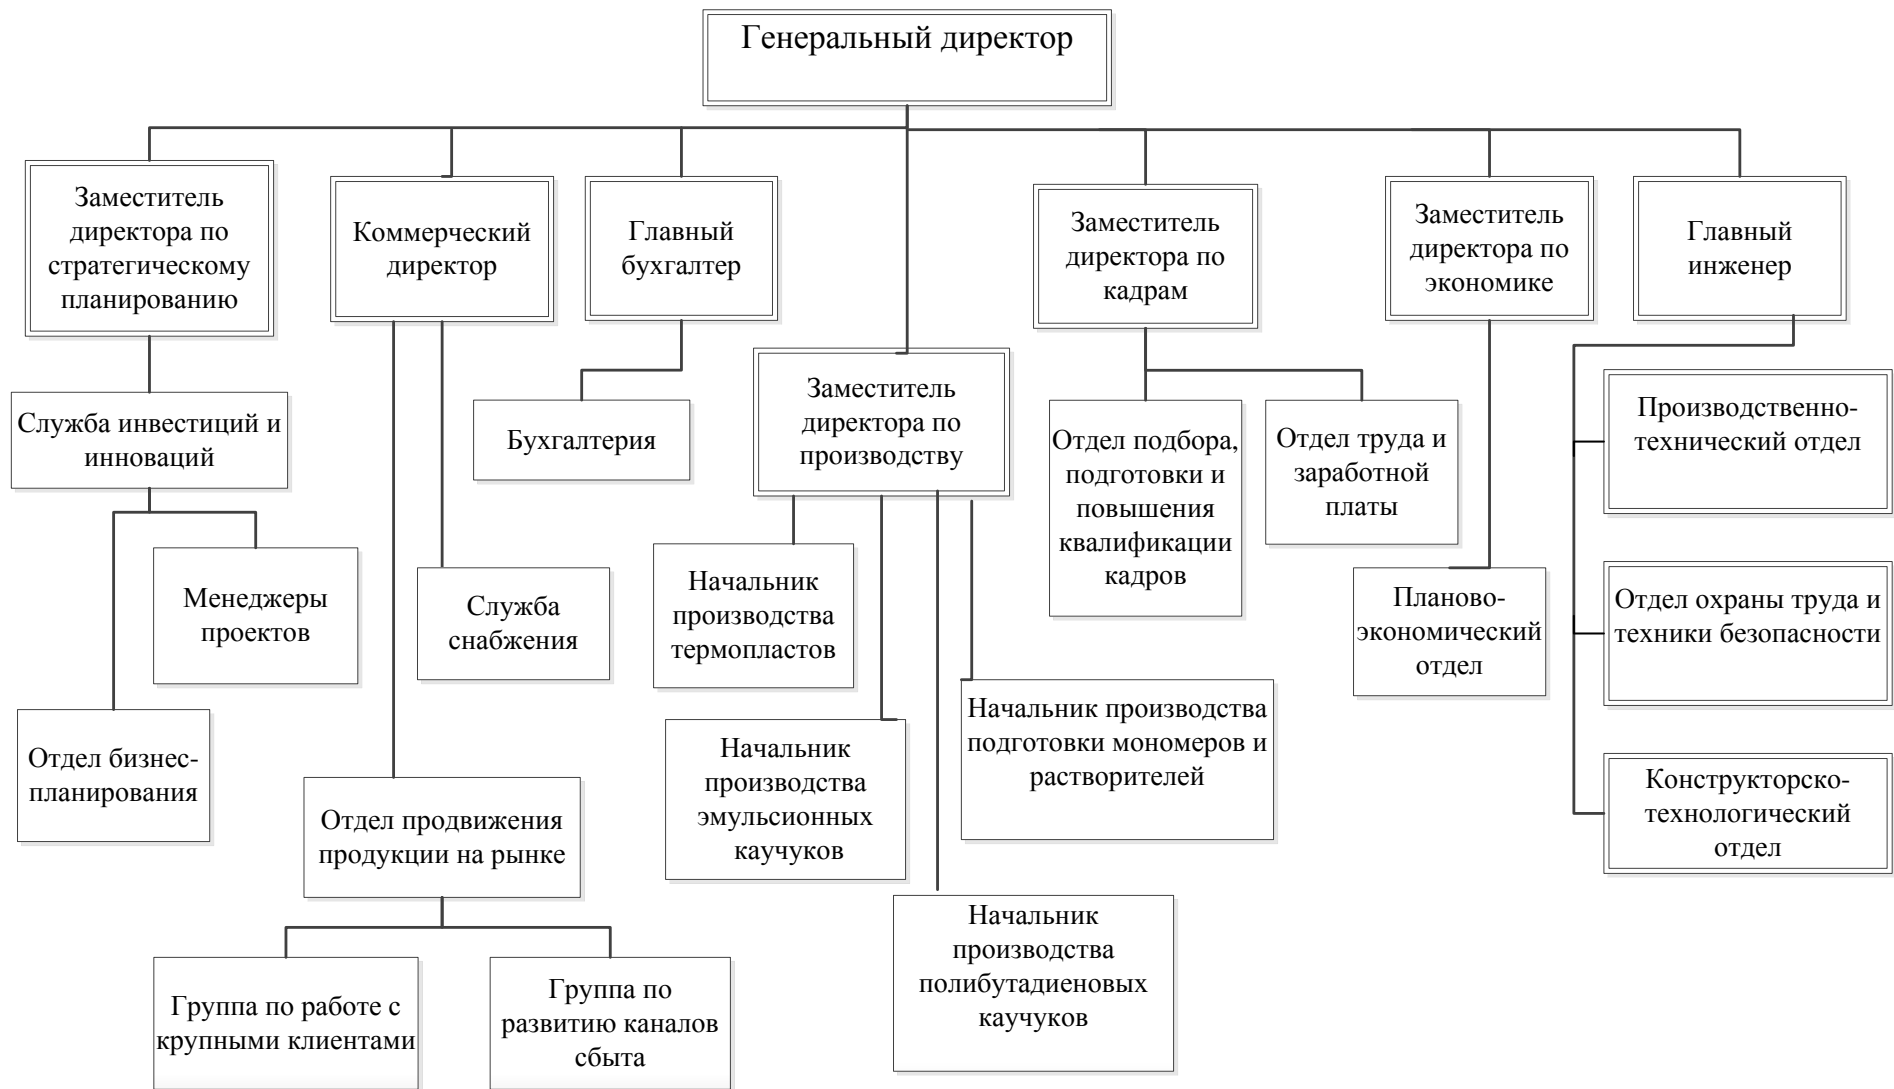 Генеральный директор
Заместитель
директора по
стратегическому
планированию
Коммерческий
директор
Главный
бухгалтер
Заместитель
директора по
кадрам
Заместитель
директора по
экономике
Главный
инженер
Заместитель
директора по
производству
Служба инвестиций и
инноваций
Бухгалтерия
Отдел подбора,
подготовки и
повышения
квалификации
кадров
Отдел труда и
заработной
платы
Производственно-
технический отдел
Менеджеры
проектов
Служба
снабжения
Начальник
производства
термопластов
Планово-
экономический
отдел
Отдел охраны труда и
техники безопасности
Отдел бизнес-
планирования
Начальник
производства
эмульсионных
каучуков
Начальник производства
подготовки мономеров и
растворителей
Конструкторско-
технологический
отдел
Отдел продвижения
продукции на рынке
Начальник
производства
полибутадиеновых
каучуков
Группа по работе с
крупными клиентами
Группа по
развитию каналов
сбыта